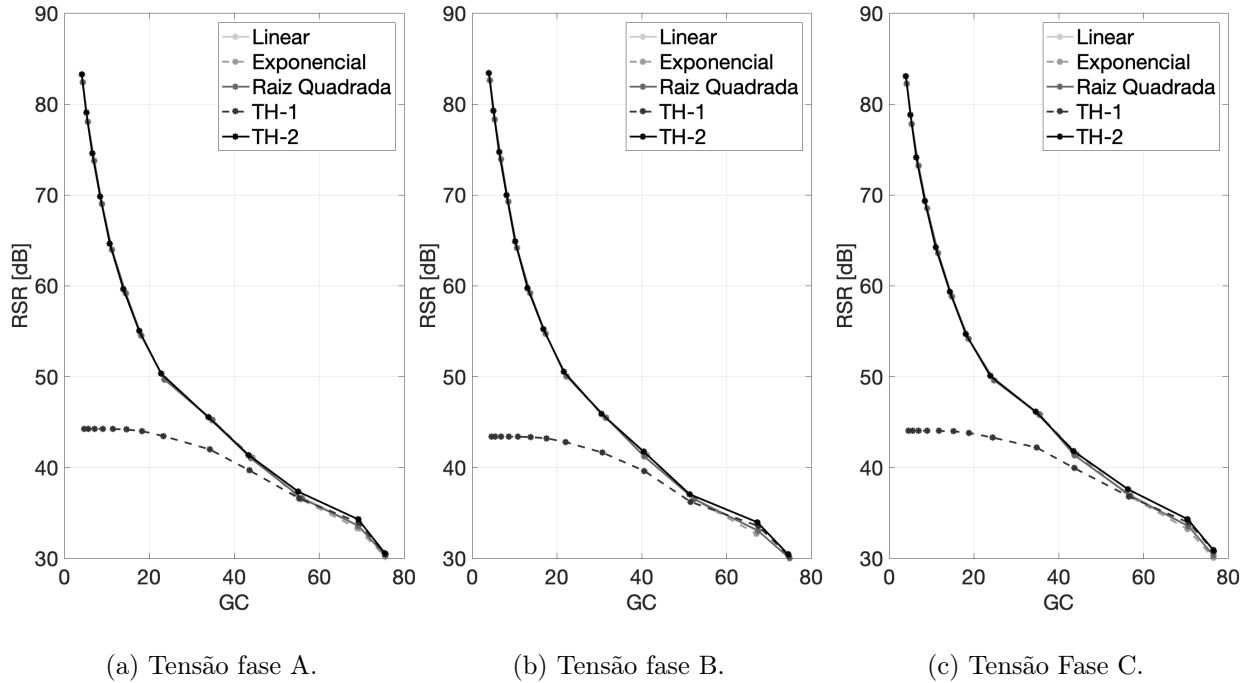 90
80
70
60
50
40
30
RSR [dB]
0 20 40 60 80
GC
Linear
Exponencial
Raiz Quadrada
TH-1
TH-2
(a) Tensão fase A.
90
80
70
60
50
40
30
RSR [dB]
0 20 40 60 80
GC
Linear
Exponencial
Raiz Quadrada
TH-1
TH-2
(b) Tensão fase B.
90
80
70
60
50
40
30
RSR [dB]
0 20 40 60 80
GC
Linear
Exponencial
Raiz Quadrada
TH-1
TH-2
(c) Tensão Fase C.